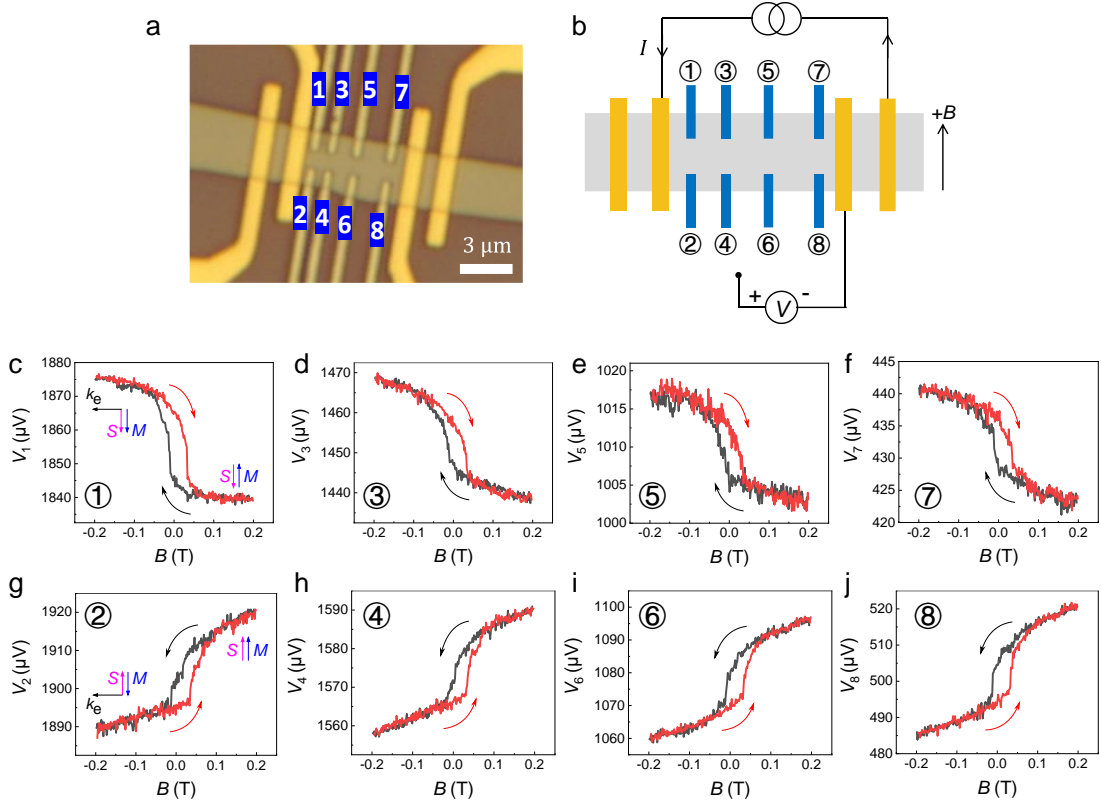 a
1 3 5 7
2 4 6 8
3 μm
b
I
① ③ ⑤ ⑦
+B
② ④ ⑥ ⑧
+ V -
c
V1 (μV)
1880
1870
1860
1850
1840
kₑ
S M
S M
①
-0.2 -0.1 0.0 0.1 0.2
B (T)
d
V3 (μV)
1470
1460
1450
1440
③
-0.2 -0.1 0.0 0.1 0.2
B (T)
e
V5 (μV)
1020
1015
1010
1005
1000
⑤
-0.2 -0.1 0.0 0.1 0.2
B (T)
f
V7 (μV)
445
440
435
430
425
420
⑦
-0.2 -0.1 0.0 0.1 0.2
B (T)
g
V2 (μV)
1920
1910
1900
1890
②
S M
S M
kₑ
-0.2 -0.1 0.0 0.1 0.2
B (T)
h
V4 (μV)
1590
1580
1570
1560
④
-0.2 -0.1 0.0 0.1 0.2
B (T)
i
V6 (μV)
1100
1090
1080
1070
1060
⑥
-0.2 -0.1 0.0 0.1 0.2
B (T)
j
V8 (μV)
520
510
500
490
480
⑧
-0.2 -0.1 0.0 0.1 0.2
B (T)